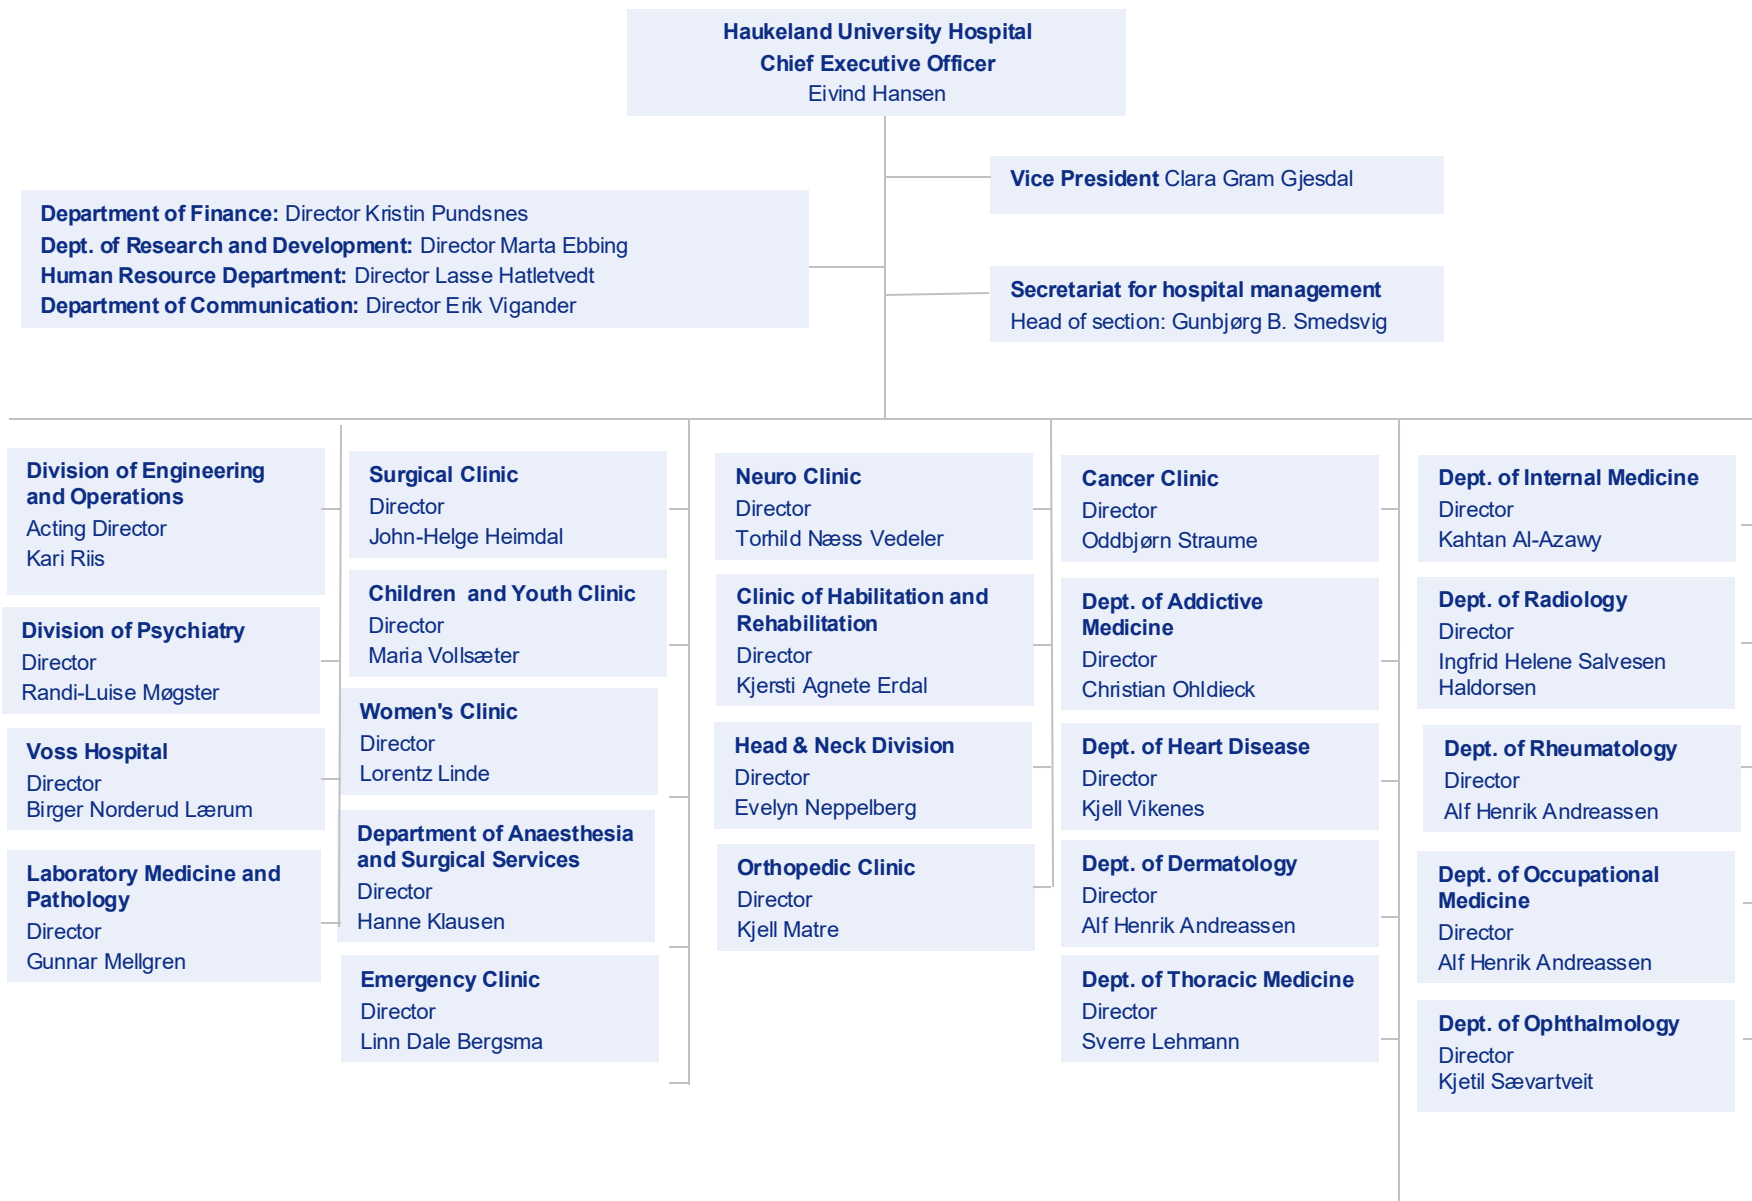 Haukeland University Hospital
Chief Executive Officer
Eivind Hansen
Vice President Clara Gram Gjesdal
Department of Finance: Director Kristin Pundsnes
Dept. of Research and Development: Director Marta Ebbing
Human Resource Department: Director Lasse Hatletvedt
Department of Communication: Director Erik Vigander
Secretariat for hospital management
Head of section: Gunbjørg B. Smedsvig
Division of Engineering
and Operations
Acting Director
Kari Riis
Division of Psychiatry
Director
Randi-Luise Møgster
Voss Hospital
Director
Birger Norderud Lærum
Laboratory Medicine and
Pathology
Director
Gunnar Mellgren
Surgical Clinic
Director
John-Helge Heimdal
Children and Youth Clinic
Director
Maria Vollsæter
Women's Clinic
Director
Lorentz Linde
Department of Anaesthesia
and Surgical Services
Director
Hanne Klausen
Emergency Clinic
Director
Linn Dale Bergsma
Neuro Clinic
Director
Torhild Næss Vedeler
Clinic of Habilitation and
Rehabilitation
Director
Kjersti Agnete Erdal
Head & Neck Division
Director
Evelyn Neppelberg
Orthopedic Clinic
Director
Kjell Matre
Cancer Clinic
Director
Oddbjørn Straume
Dept. of Addictive
Medicine
Director
Christian Ohldieck
Dept. of Heart Disease
Director
Kjell Vikenes
Dept. of Dermatology
Director
Alf Henrik Andreassen
Dept. of Thoracic Medicine
Director
Sverre Lehmann
Dept. of Internal Medicine
Director
Kahtan Al-Azawy
Dept. of Radiology
Director
Ingfrid Helene Salvesen
Haldorsen
Dept. of Rheumatology
Director
Alf Henrik Andreassen
Dept. of Occupational
Medicine
Director
Alf Henrik Andreassen
Dept. of Ophthalmology
Director
Kjetil Sævartveit